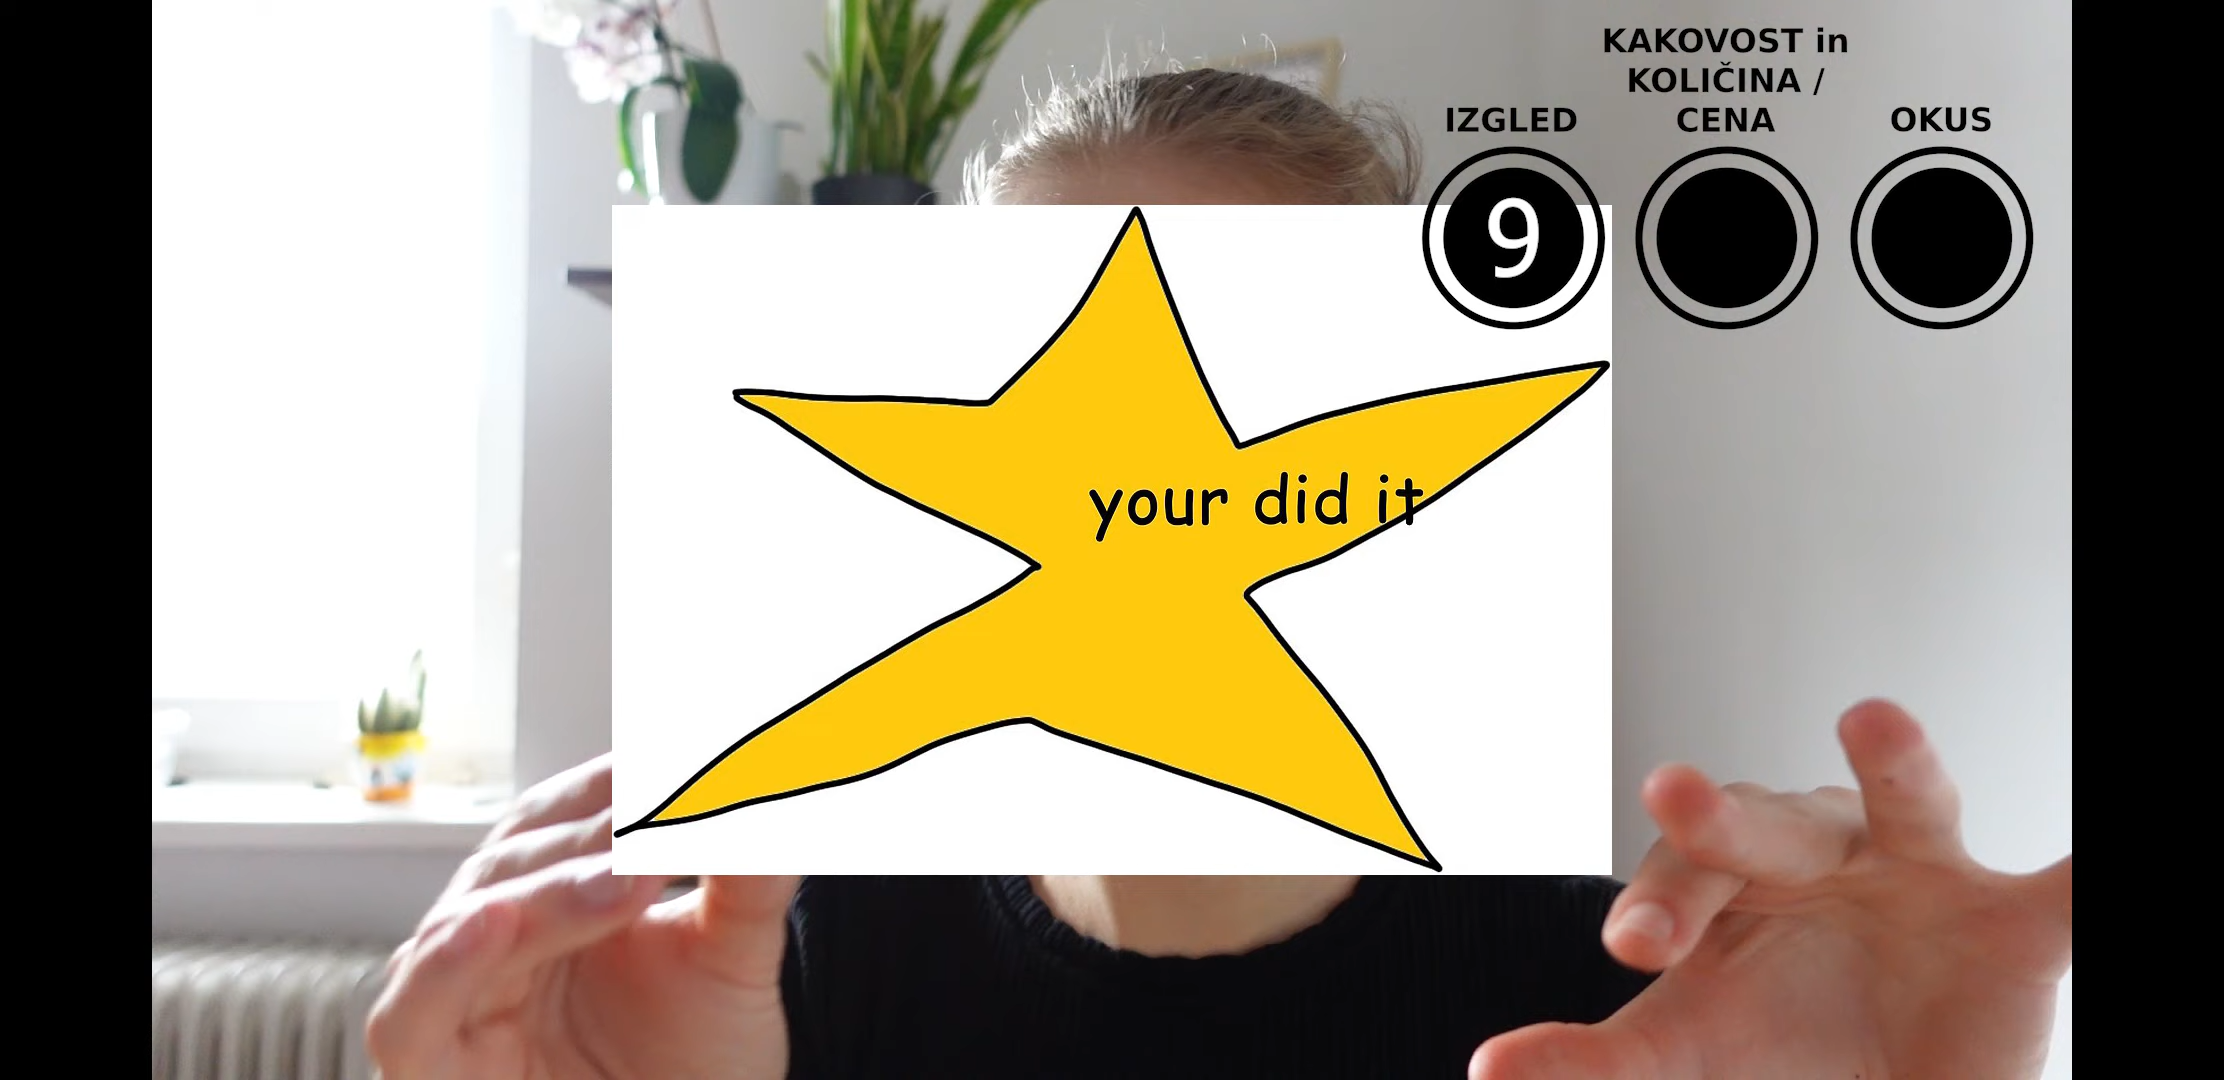 KAKOVOST in
KOLIČINA /
CENA
IZGLED
OKUS
9
your did it